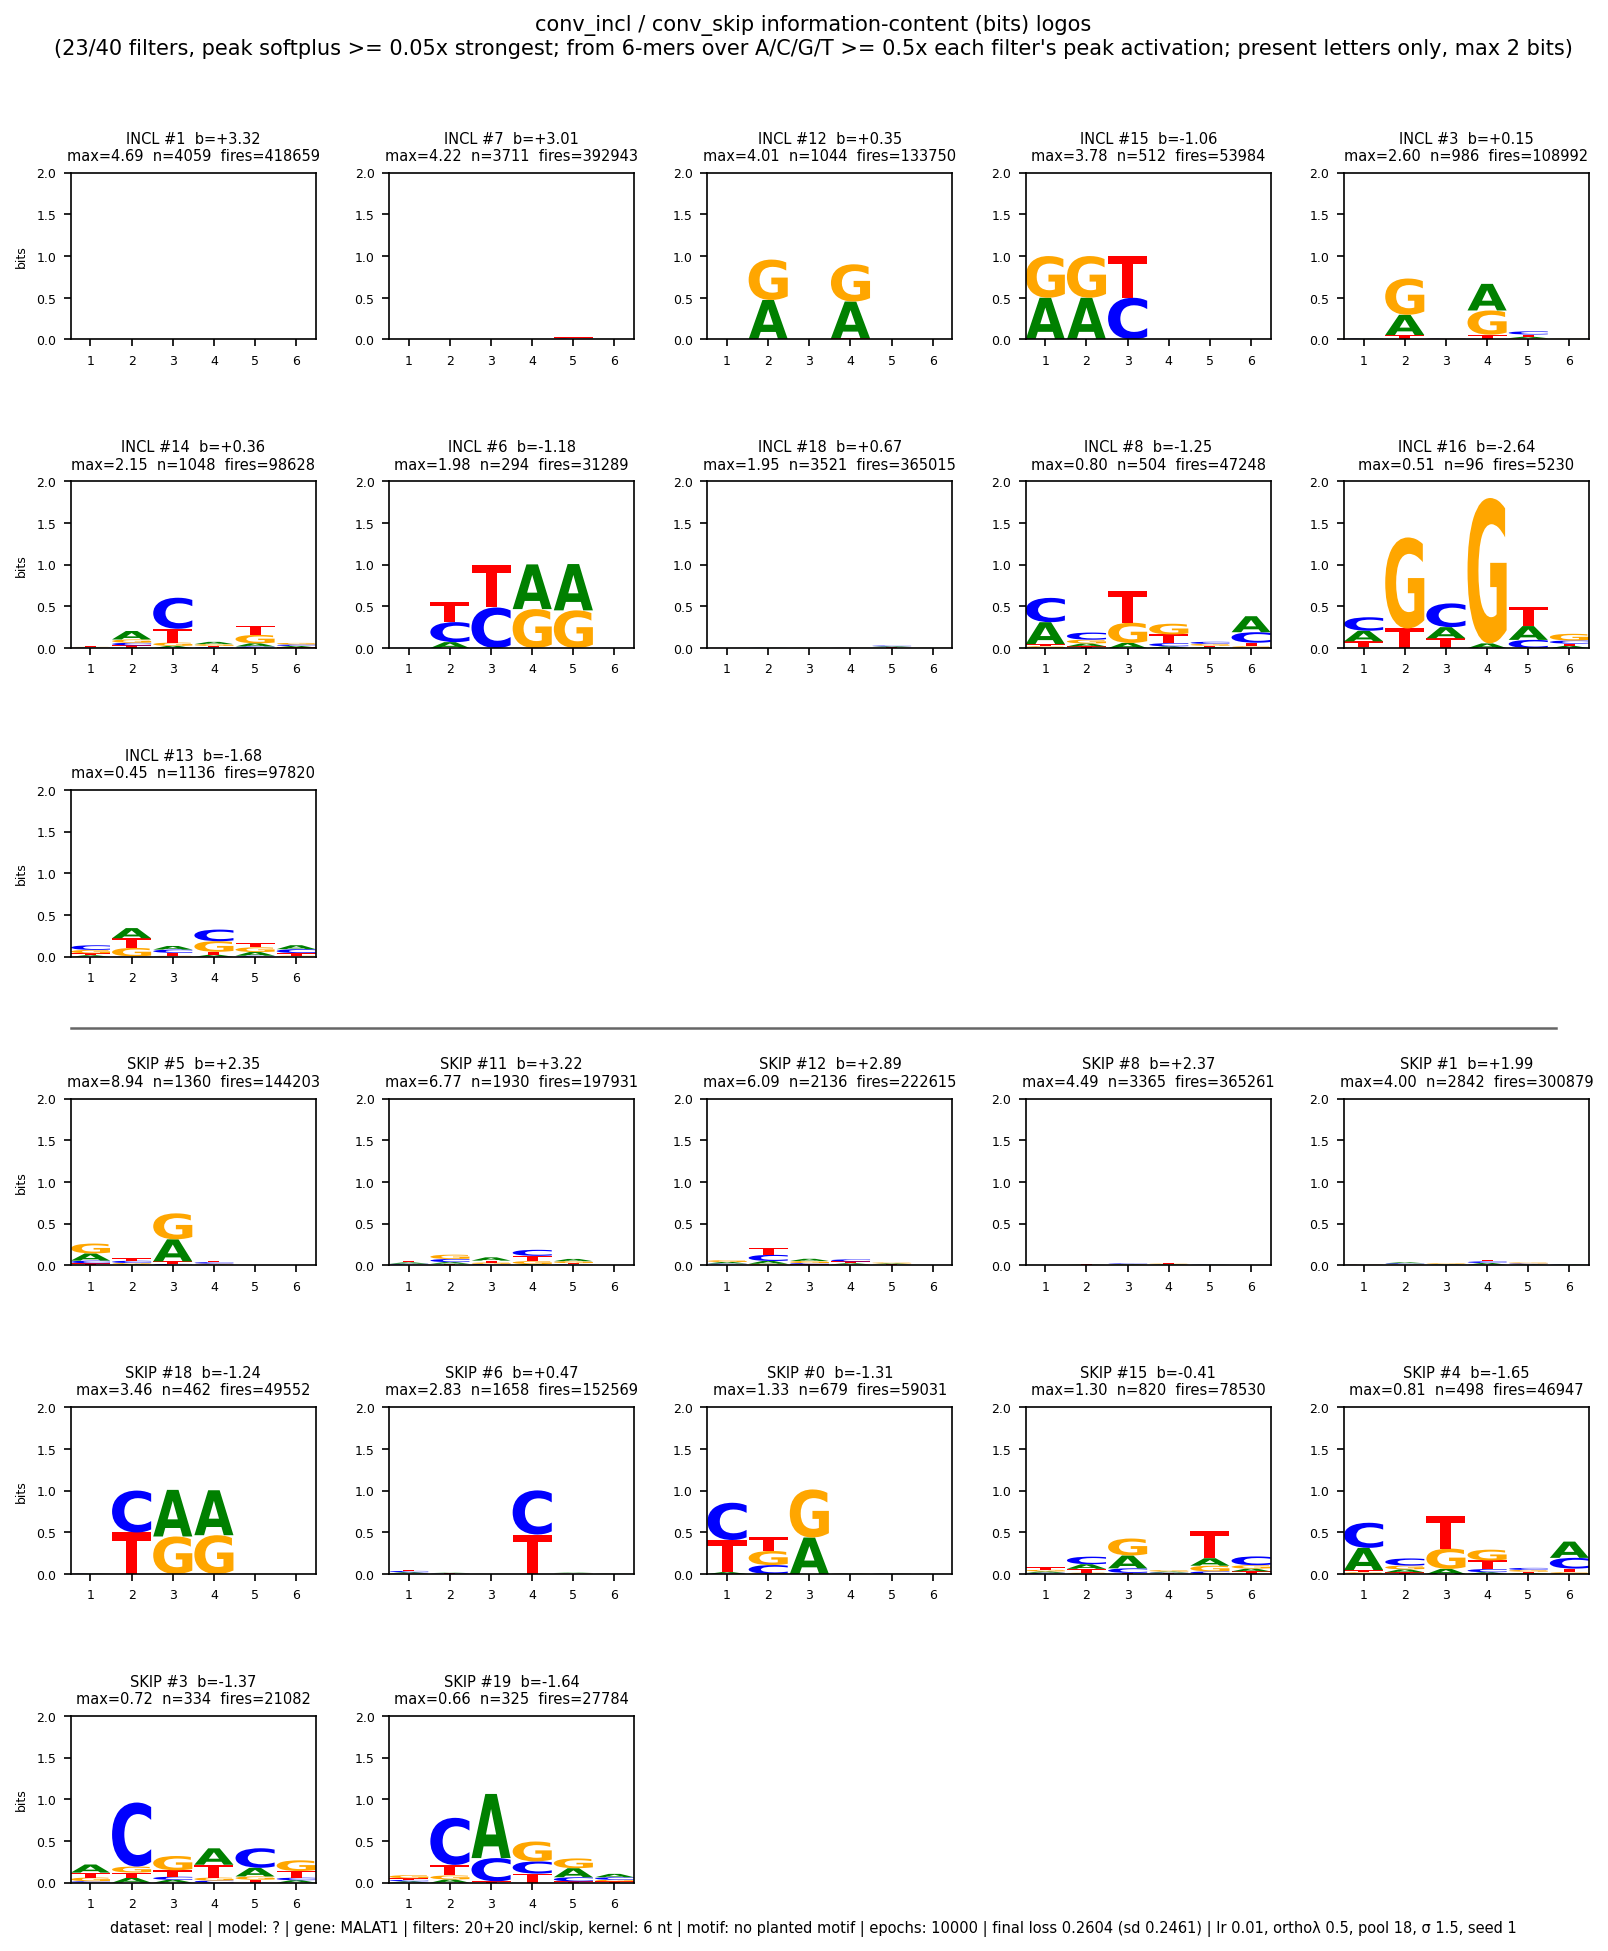 conv_incl / conv_skip information-content (bits) logos
(23/40 filters, peak softplus >= 0.05x strongest; from 6-mers over A/C/G/T >= 0.5x each filter's peak activation; present letters only, max 2 bits)
INCL #1 b=+3.32
max=4.69 n=4059 fires=418659
INCL #7 b=+3.01
max=4.22 n=3711 fires=392943
INCL #12 b=+0.35
max=4.01 n=1044 fires=133750
INCL #15 b=-1.06
max=3.78 n=512 fires=53984
INCL #3 b=+0.15
max=2.60 n=986 fires=108992
INCL #14 b=+0.36
max=2.15 n=1048 fires=98628
INCL #6 b=-1.18
max=1.98 n=294 fires=31289
INCL #18 b=+0.67
max=1.95 n=3521 fires=365015
INCL #8 b=-1.25
max=0.80 n=504 fires=47248
INCL #16 b=-2.64
max=0.51 n=96 fires=5230
INCL #13 b=-1.68
max=0.45 n=1136 fires=97820
SKIP #5 b=+2.35
max=8.94 n=1360 fires=144203
SKIP #11 b=+3.22
max=6.77 n=1930 fires=197931
SKIP #12 b=+2.89
max=6.09 n=2136 fires=222615
SKIP #8 b=+2.37
max=4.49 n=3365 fires=365261
SKIP #1 b=+1.99
max=4.00 n=2842 fires=300879
SKIP #18 b=-1.24
max=3.46 n=462 fires=49552
SKIP #6 b=+0.47
max=2.83 n=1658 fires=152569
SKIP #0 b=-1.31
max=1.33 n=679 fires=59031
SKIP #15 b=-0.41
max=1.30 n=820 fires=78530
SKIP #4 b=-1.65
max=0.81 n=498 fires=46947
SKIP #3 b=-1.37
max=0.72 n=334 fires=21082
SKIP #19 b=-1.64
max=0.66 n=325 fires=27784
dataset: real | model: ? | gene: MALAT1 | filters: 20+20 incl/skip, kernel: 6 nt | motif: no planted motif | epochs: 10000 | final loss 0.2604 (sd 0.2461) | lr 0.01, orthoλ 0.5, pool 18, σ 1.5, seed 1